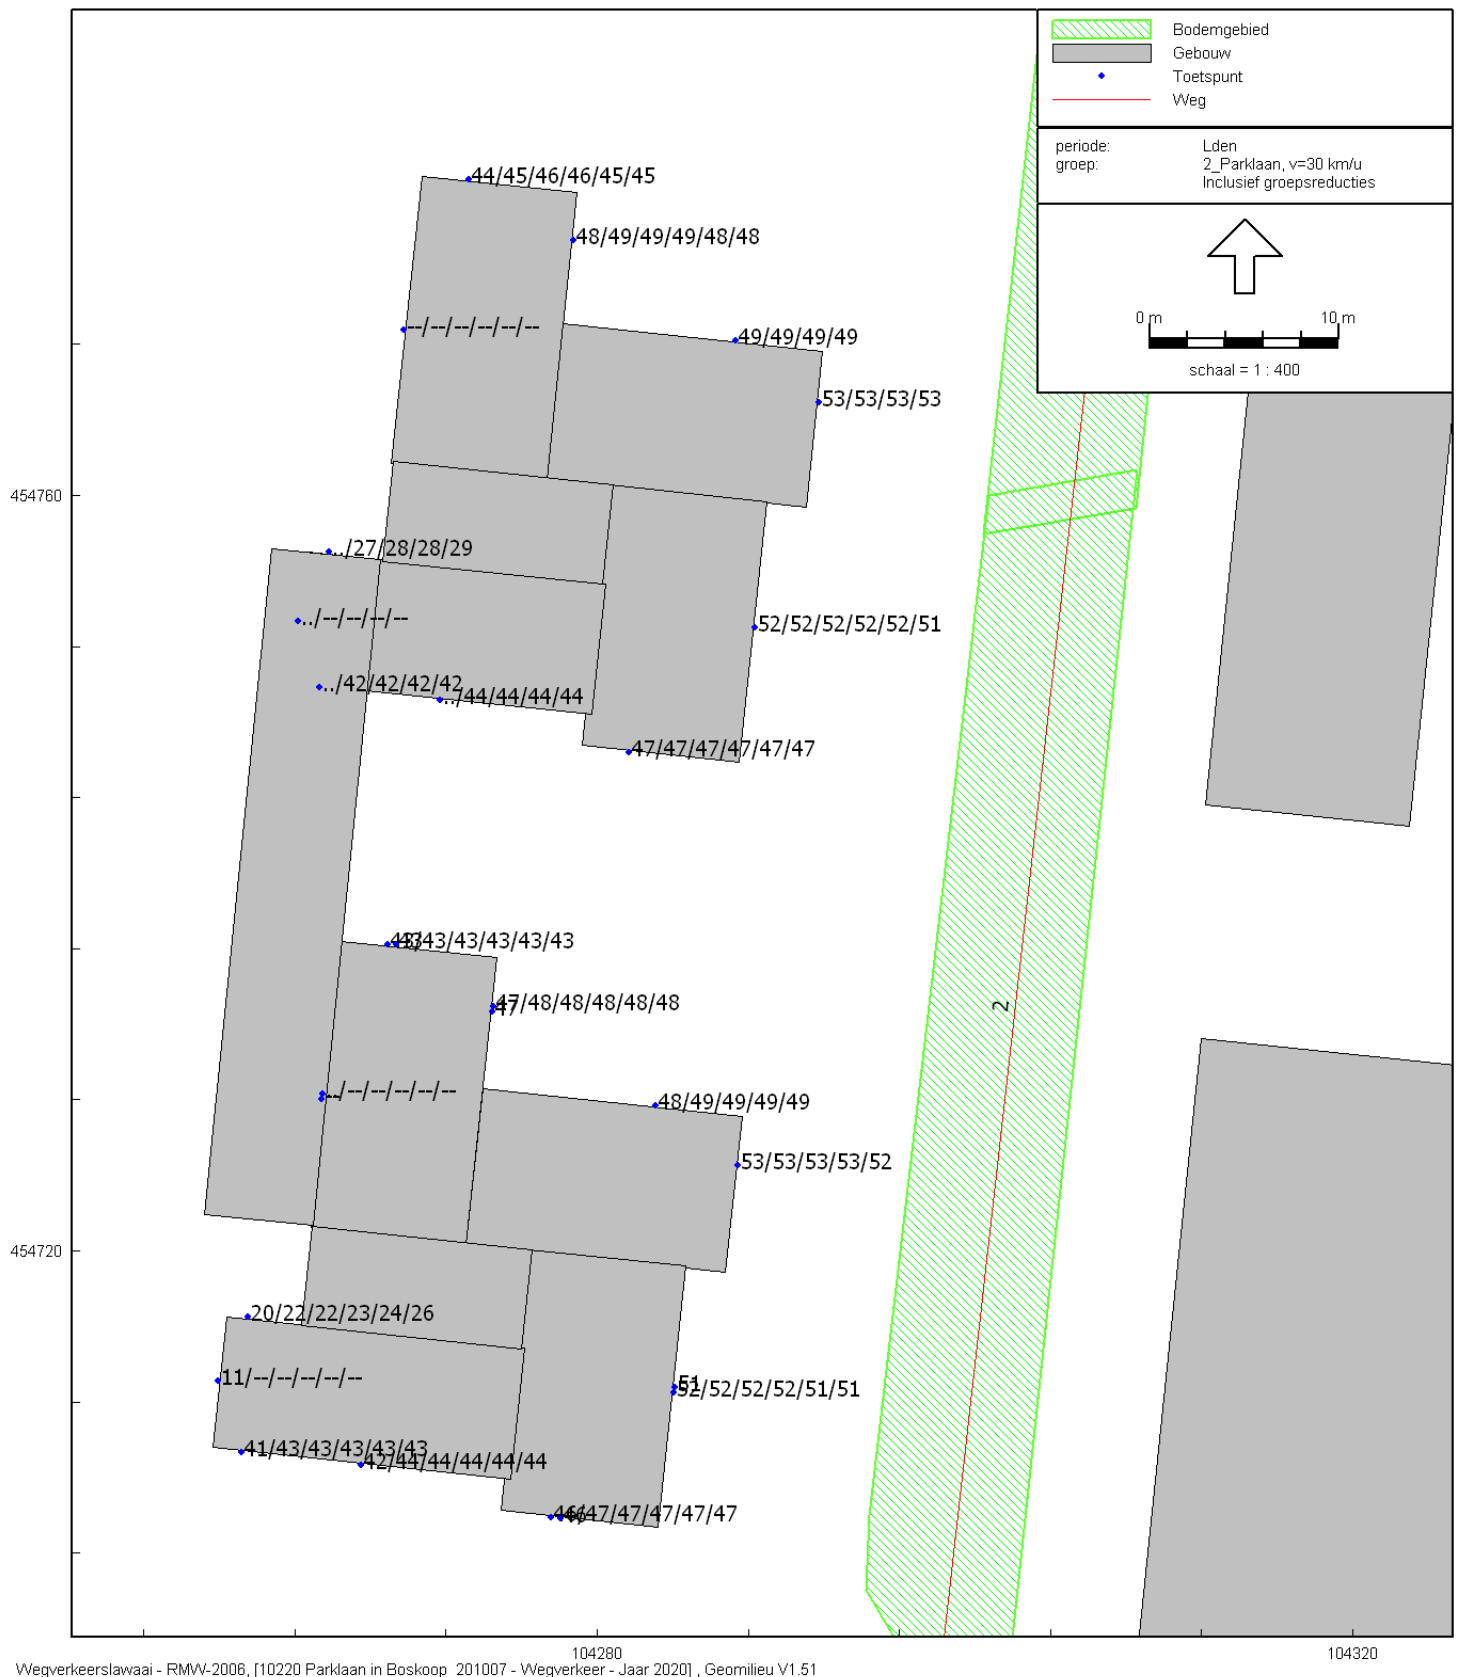 Bodemgebied
Gebouw
Toetspunt
Weg
periode: Lden
groep: 2_Parklaan, v=30 km/u
Inclusief groepsreducties
0 m 10 m
schaal = 1 : 400
44/45/46/46/45/45
48/49/49/49/48/48
--/--/--/--/--/--
49/49/49/49
53/53/53/53
454760
../27/28/28/29
../--/--/--/--
52/52/52/52/52/51
../42/42/42/42
../44/44/44/44
47/47/47/47/47/47
/43/43/43/43/43
2
47/48/48/48/48/48
47
../--/--/--/--/--
48/49/49/49/49
53/53/53/53/52
454720
20/22/22/23/24/26
11/--/--/--/--/--
51
52/52/52/52/51/51
41/43/43/43/43/43
42/44/44/44/44/44
/47/47/47/47/47
104280
104320
Wegverkeerslawaai - RMW-2006, [10220 Parklaan in Boskoop_201007 - Wegverkeer - Jaar 2020] , Geomilieu V1.51